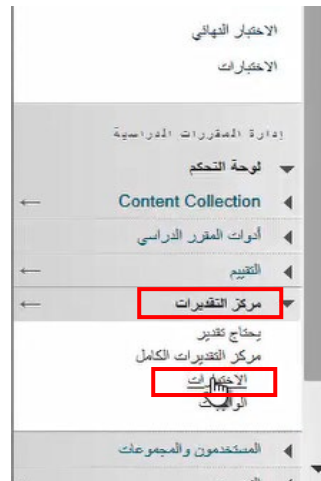 الاختبار النهائي
الاختبارات
إدارة المقررات الدراسية
لوحة التحكم
Content Collection
أدوات المقرر الدراسي
التقييم
مركز التقديرات
يحتاج تقدير
مركز التقديرات الكامل
الاختبارات
المستخدمون والمجموعات